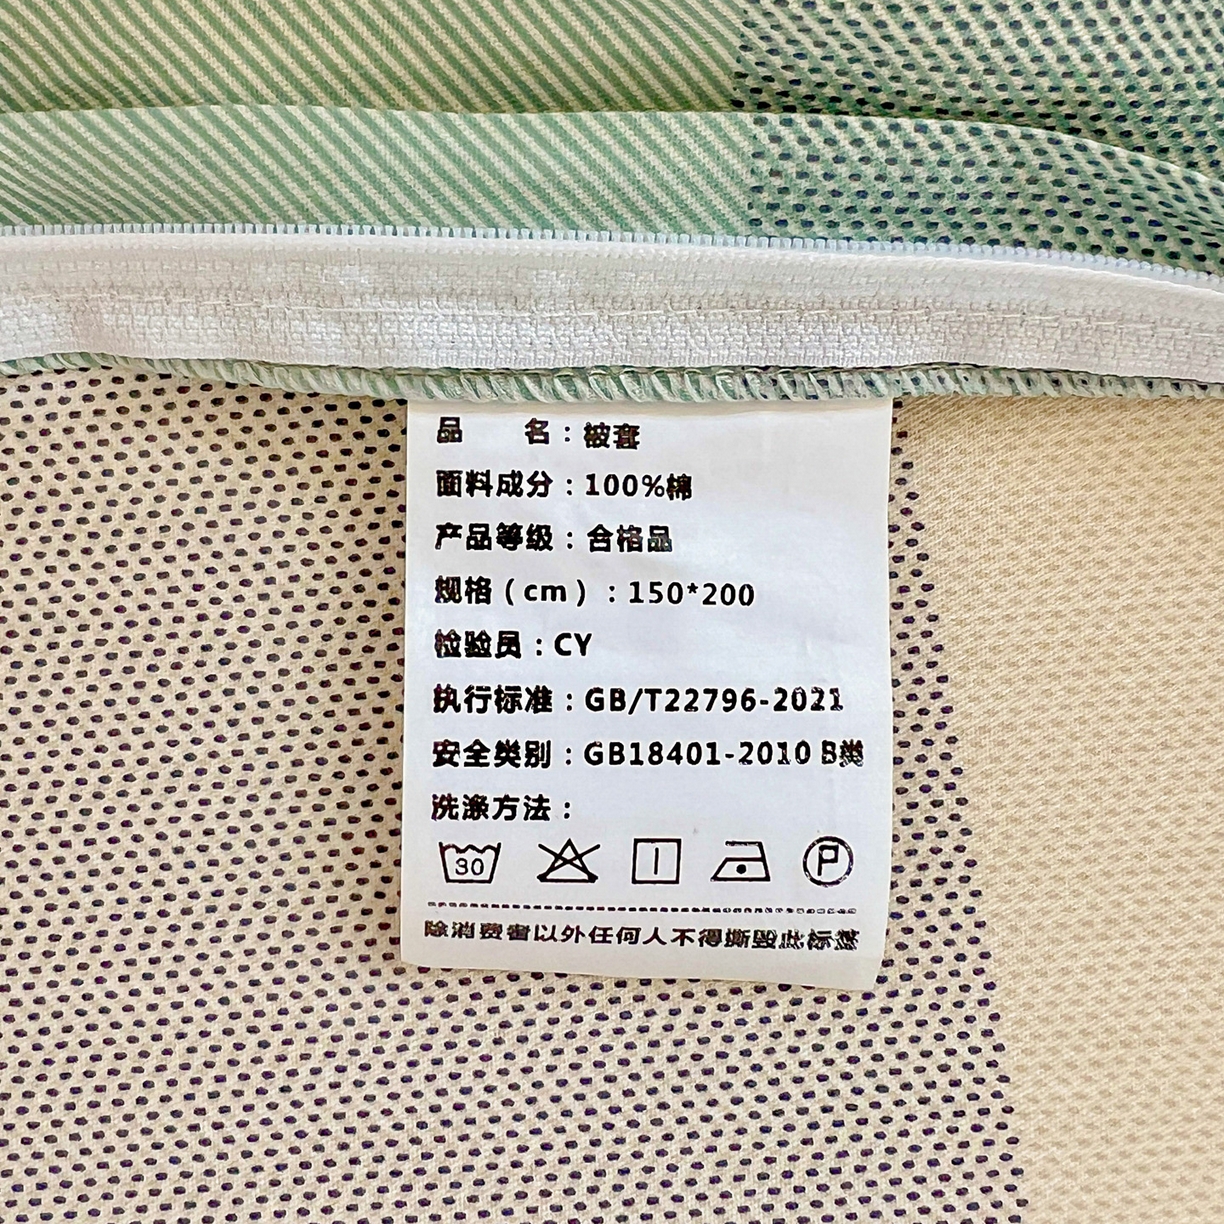 品 名：被套
面料成分：100%棉
产品等级：合格品
规格（cm）：150*200
检验员：CY
执行标准：GB/T22796-2021
安全类别：GB18401-2010 B类
洗涤方法：
30 P
除消费者以外任何人不得撕毁此标签